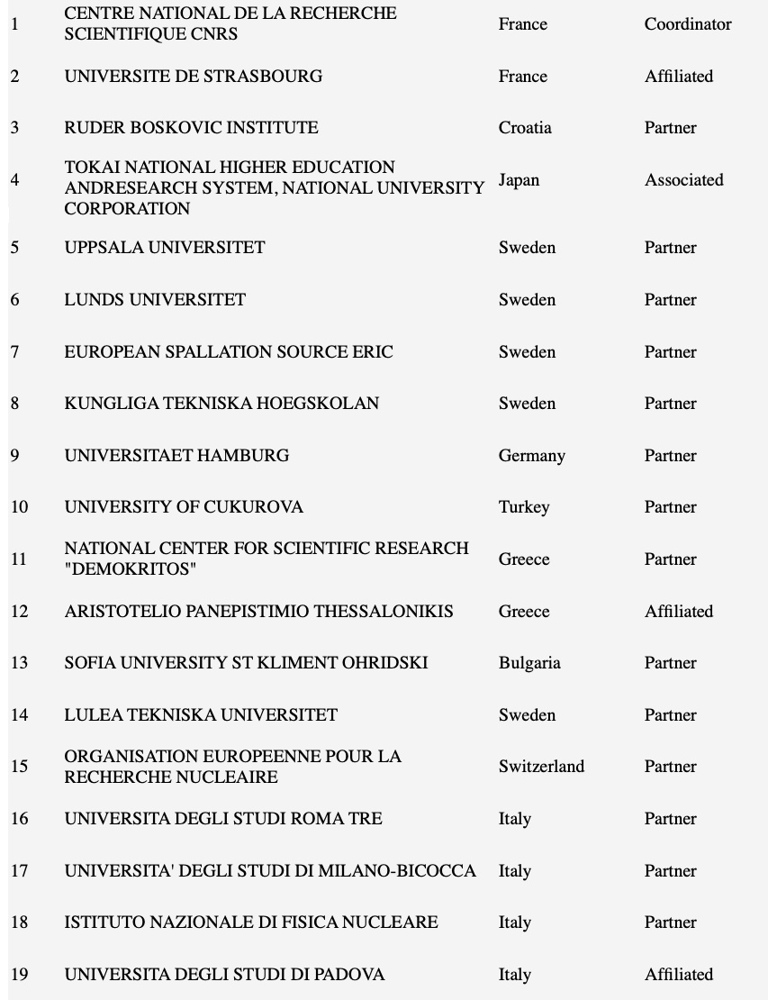 1 CENTRE NATIONAL DE LA RECHERCHE
SCIENTIFIQUE CNRS France Coordinator
2 UNIVERSITE DE STRASBOURG France Affiliated
3 RUDER BOSKOVIC INSTITUTE Croatia Partner
4 TOKAI NATIONAL HIGHER EDUCATION
ANDRESEARCH SYSTEM, NATIONAL UNIVERSITY
CORPORATION Japan Associated
5 UPPSALA UNIVERSITET Sweden Partner
6 LUNDS UNIVERSITET Sweden Partner
7 EUROPEAN SPALLATION SOURCE ERIC Sweden Partner
8 KUNGLIGA TEKNISKA HOEGSKOLAN Sweden Partner
9 UNIVERSITAET HAMBURG Germany Partner
10 UNIVERSITY OF CUKUROVA Turkey Partner
11 NATIONAL CENTER FOR SCIENTIFIC RESEARCH
"DEMOKRITOS" Greece Partner
12 ARISTOTELIO PANEPISTIMIO THESSALONIKIS Greece Affiliated
13 SOFIA UNIVERSITY ST KLIMENT OHRIDSKI Bulgaria Partner
14 LULEA TEKNISKA UNIVERSITET Sweden Partner
15 ORGANISATION EUROPEENNE POUR LA
RECHERCHE NUCLEAIRE Switzerland Partner
16 UNIVERSITA DEGLI STUDI ROMA TRE Italy Partner
17 UNIVERSITA' DEGLI STUDI DI MILANO-BICOCCA Italy Partner
18 ISTITUTO NAZIONALE DI FISICA NUCLEARE Italy Partner
19 UNIVERSITA DEGLI STUDI DI PADOVA Italy Affiliated